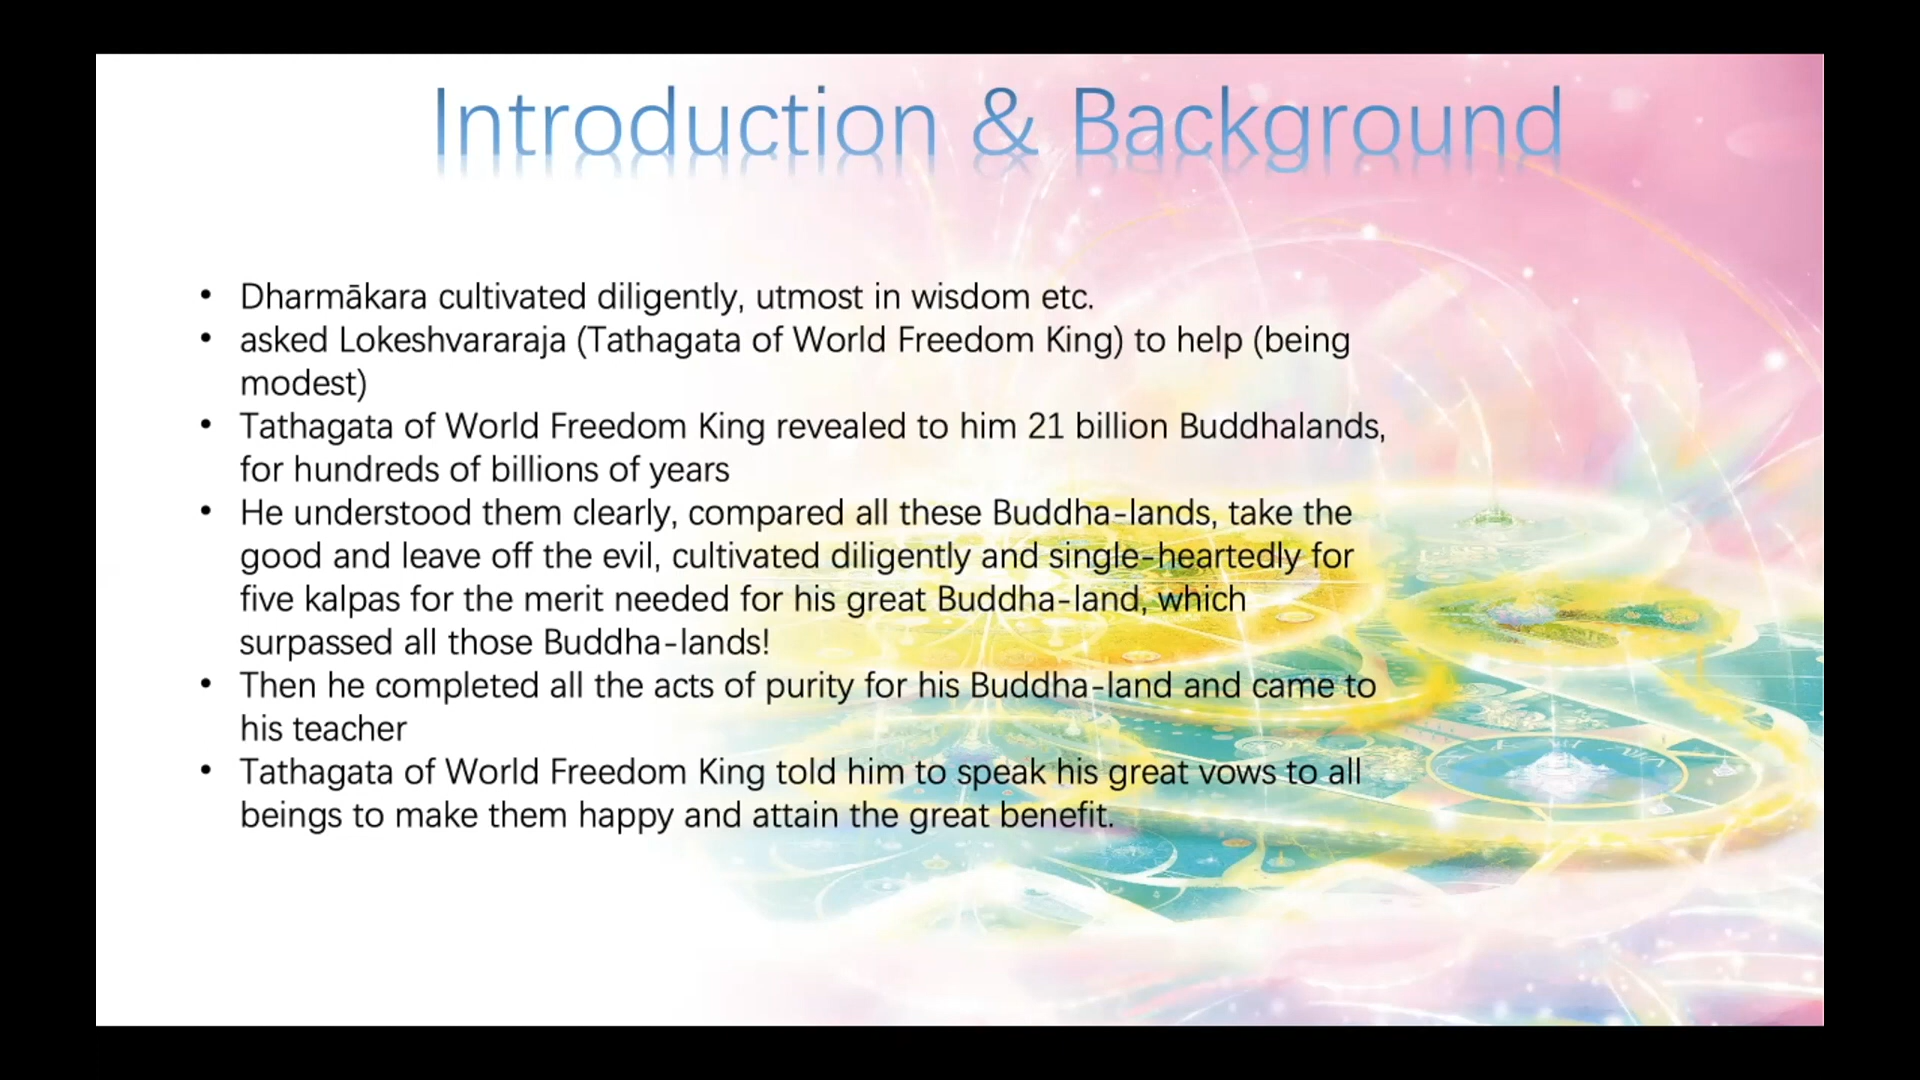 Introduction & Background
• Dharmākara cultivated diligently, utmost in wisdom etc.
• asked Lokeshvararaja (Tathagata of World Freedom King) to help (being
modest)
• Tathagata of World Freedom King revealed to him 21 billion Buddhalands,
for hundreds of billions of years
• He understood them clearly, compared all these Buddha-lands, take the
good and leave off the evil, cultivated diligently and single-heartedly for
five kalpas for the merit needed for his great Buddha-land, which
surpassed all those Buddha-lands!
• Then he completed all the acts of purity for his Buddha-land and came to
his teacher
• Tathagata of World Freedom King told him to speak his great vows to all
beings to make them happy and attain the great benefit.